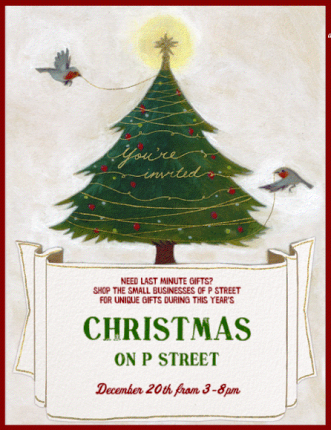 You're
invited
NEED LAST MINUTE GIFTS?
SHOP THE SMALL BUSINESSES OF P STREET
FOR UNIQUE GIFTS DURING THIS YEAR'S
CHRISTMAS
ON P STREET
December 20th from 3-8pm